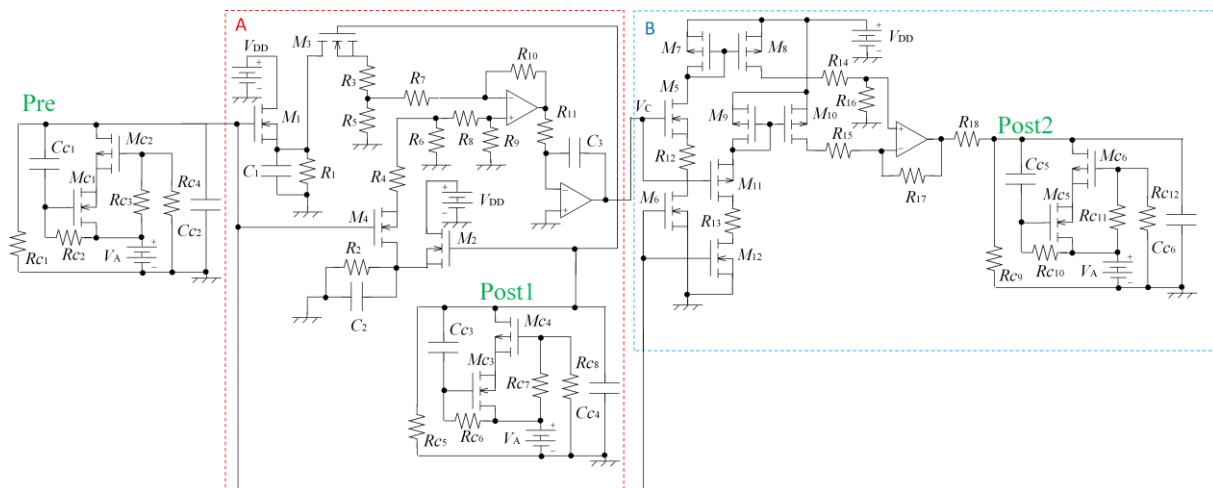 A
B
Pre
Cc1
Mc2
Mc1
Rc3
Rc4
Cc2
Rc2
VA
+
−
Rc1
VDD
+
−
M1
C1
R1
M3
R3
R5
R7
R10
−
+
R6
R8
R9
R11
C3
−
+
R4
M4
VDD
+
−
M2
R2
C2
Post1
Cc3
Mc4
Mc3
Rc7
Rc8
Cc4
Rc6
VA
+
−
Rc5
M7
M8
VDD
+
−
VC
M5
R14
R16
M9
M10
R15
+
−
R17
R18
R12
M6
M11
R13
M12
Post2
Cc5
Mc6
Mc5
Rc11
Rc12
Cc6
Rc10
VA
+
−
Rc9